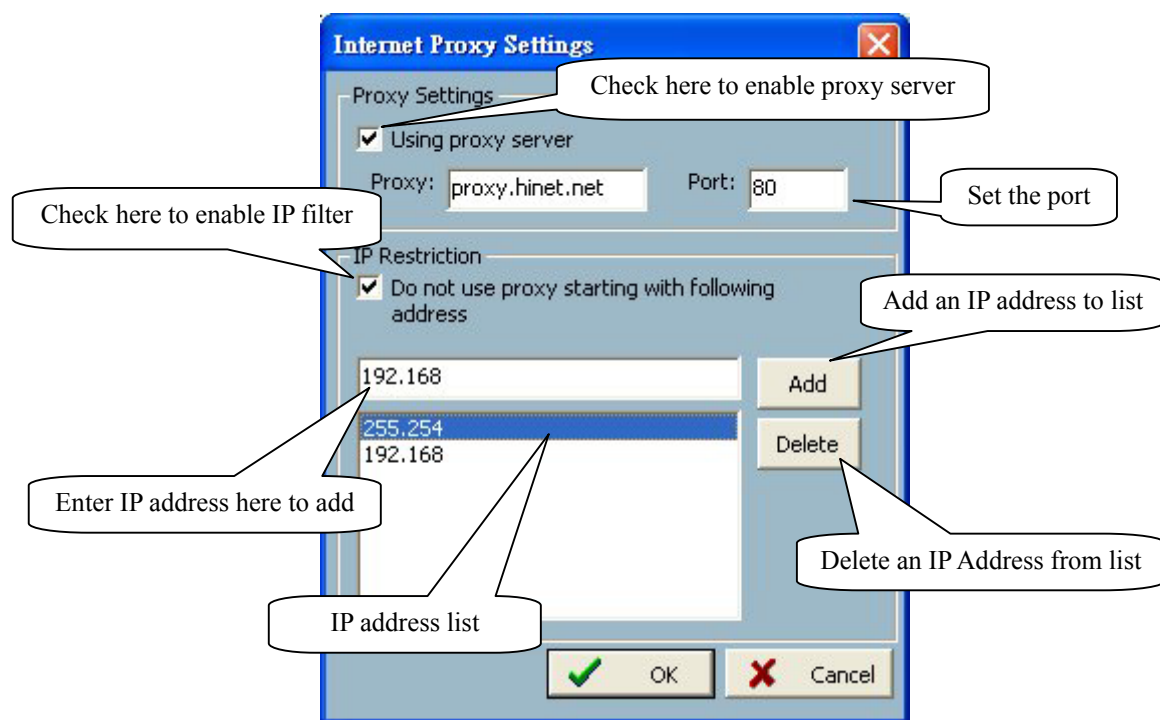 Internet Proxy Settings
Check here to enable proxy server
Proxy Settings
Using proxy server
Proxy:
proxy.hinet.net
Port:
80
Set the port
Check here to enable IP filter
IP Restriction
Do not use proxy starting with following
address
Add an IP address to list
192.168
Add
255.254
192.168
Delete
Enter IP address here to add
Delete an IP Address from list
IP address list
OK
Cancel